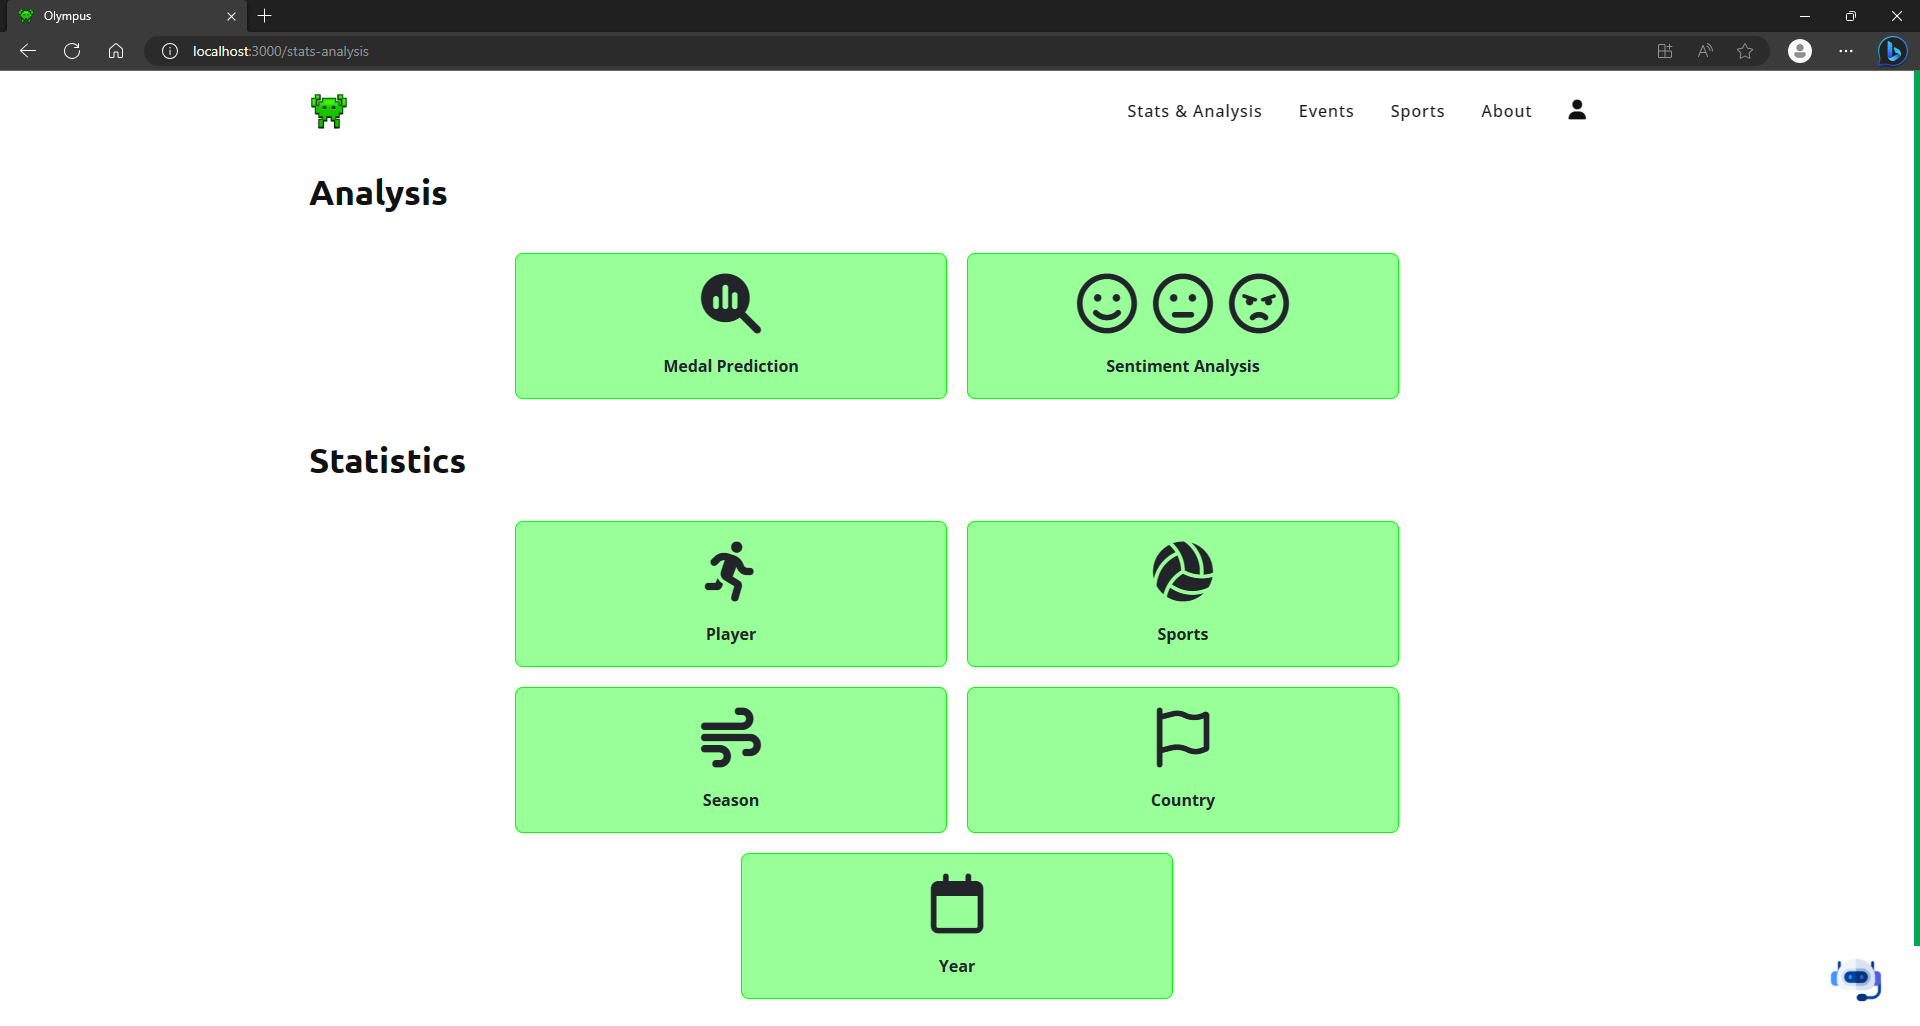 Olympus
localhost:3000/stats-analysis
Stats & Analysis Events Sports About
Analysis
Medal Prediction
Sentiment Analysis
Statistics
Player
Sports
Season
Country
Year